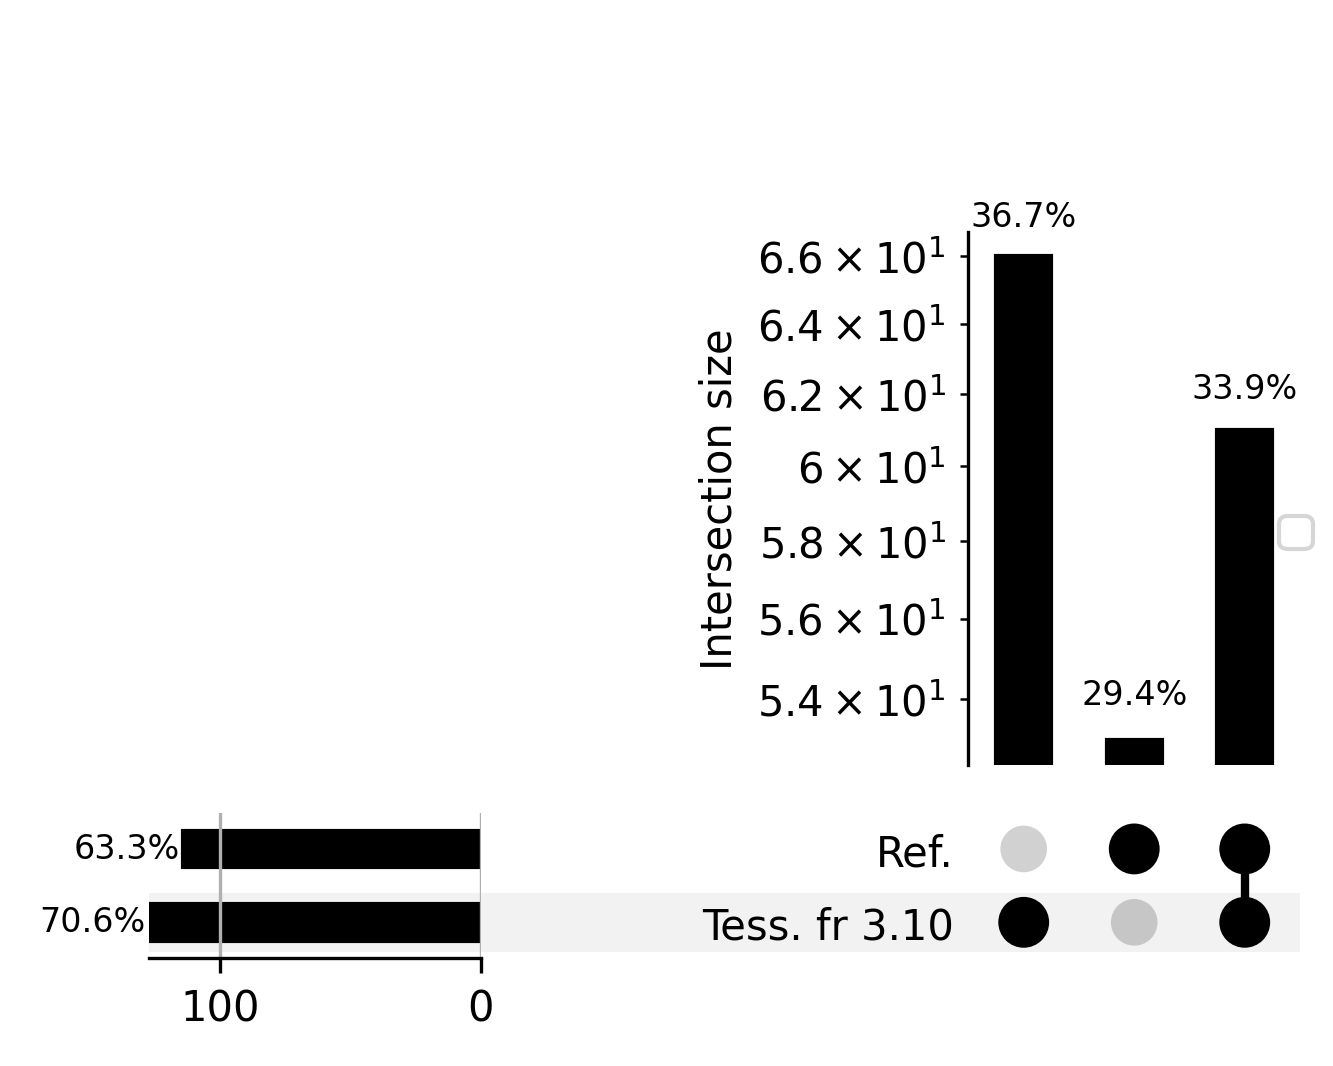 36.7%
6.6 × 10¹
6.4 × 10¹
6.2 × 10¹
33.9%
6 × 10¹
5.8 × 10¹
5.6 × 10¹
5.4 × 10¹
29.4%
Intersection size
63.3%
Ref.
70.6%
Tess. fr 3.10
100 0